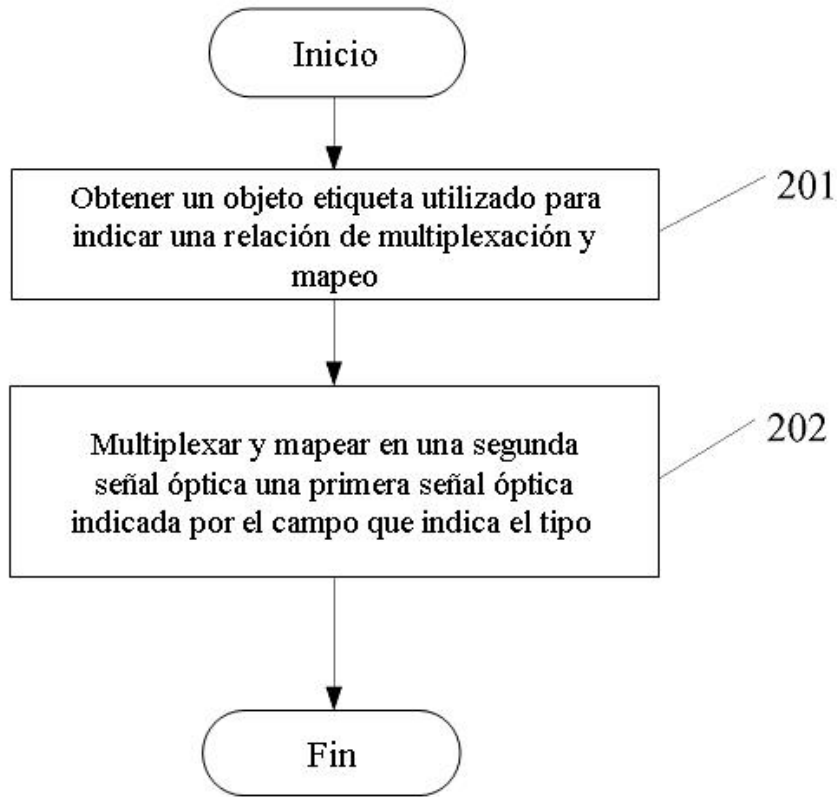 Inicio
Obtener un objeto etiqueta utilizado para
indicar una relación de multiplexación y
mapeo
201
Multiplexar y mapear en una segunda
señal óptica una primera señal óptica
indicada por el campo que indica el tipo
202
Fin